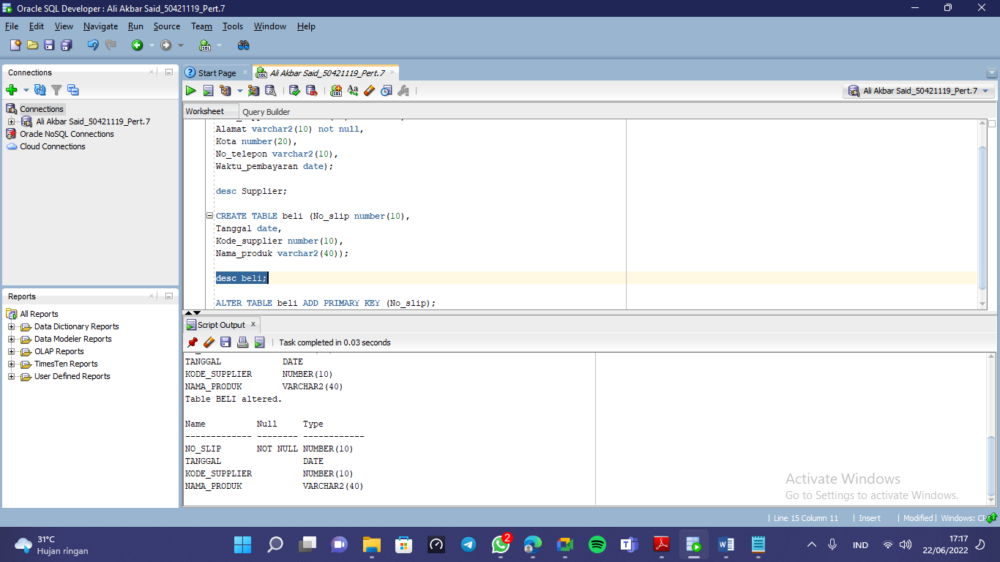 Oracle SQL Developer : Ali Akbar Said_50421119_Pert.7
File Edit View Navigate Run Source Team Tools Window Help
Connections
Connections
Ali Akbar Said_50421119_Pert.7
Oracle NoSQL Connections
Cloud Connections
Reports
All Reports
Data Dictionary Reports
Data Modeler Reports
OLAP Reports
TimesTen Reports
User Defined Reports
Start Page
Ali Akbar Said_50421119_Pert.7
Ali Akbar Said_50421119_Pert.7
Worksheet Query Builder
Alamat varchar2(10) not null,
Kota number(20),
No_telepon varchar2(10),
Waktu_pembayaran date);
desc Supplier;
CREATE TABLE beli (No_slip number(10),
Tanggal date,
Kode_supplier number(10),
Nama_produk varchar2(40));
desc beli;
ALTER TABLE beli ADD PRIMARY KEY (No_slip);
Script Output
Task completed in 0.03 seconds
TANGGAL DATE
KODE_SUPPLIER NUMBER(10)
NAMA_PRODUK VARCHAR2(40)
Table BELI altered.
Name Null Type
------------- -------- ------------
NO_SLIP NOT NULL NUMBER(10)
TANGGAL DATE
KODE_SUPPLIER NUMBER(10)
NAMA_PRODUK VARCHAR2(40)
Activate Windows
Go to Settings to activate Windows.
Line 15 Column 11 | Insert | Modified | Windows:
31°C
Hujan ringan
2
IND
17:17
22/06/2022